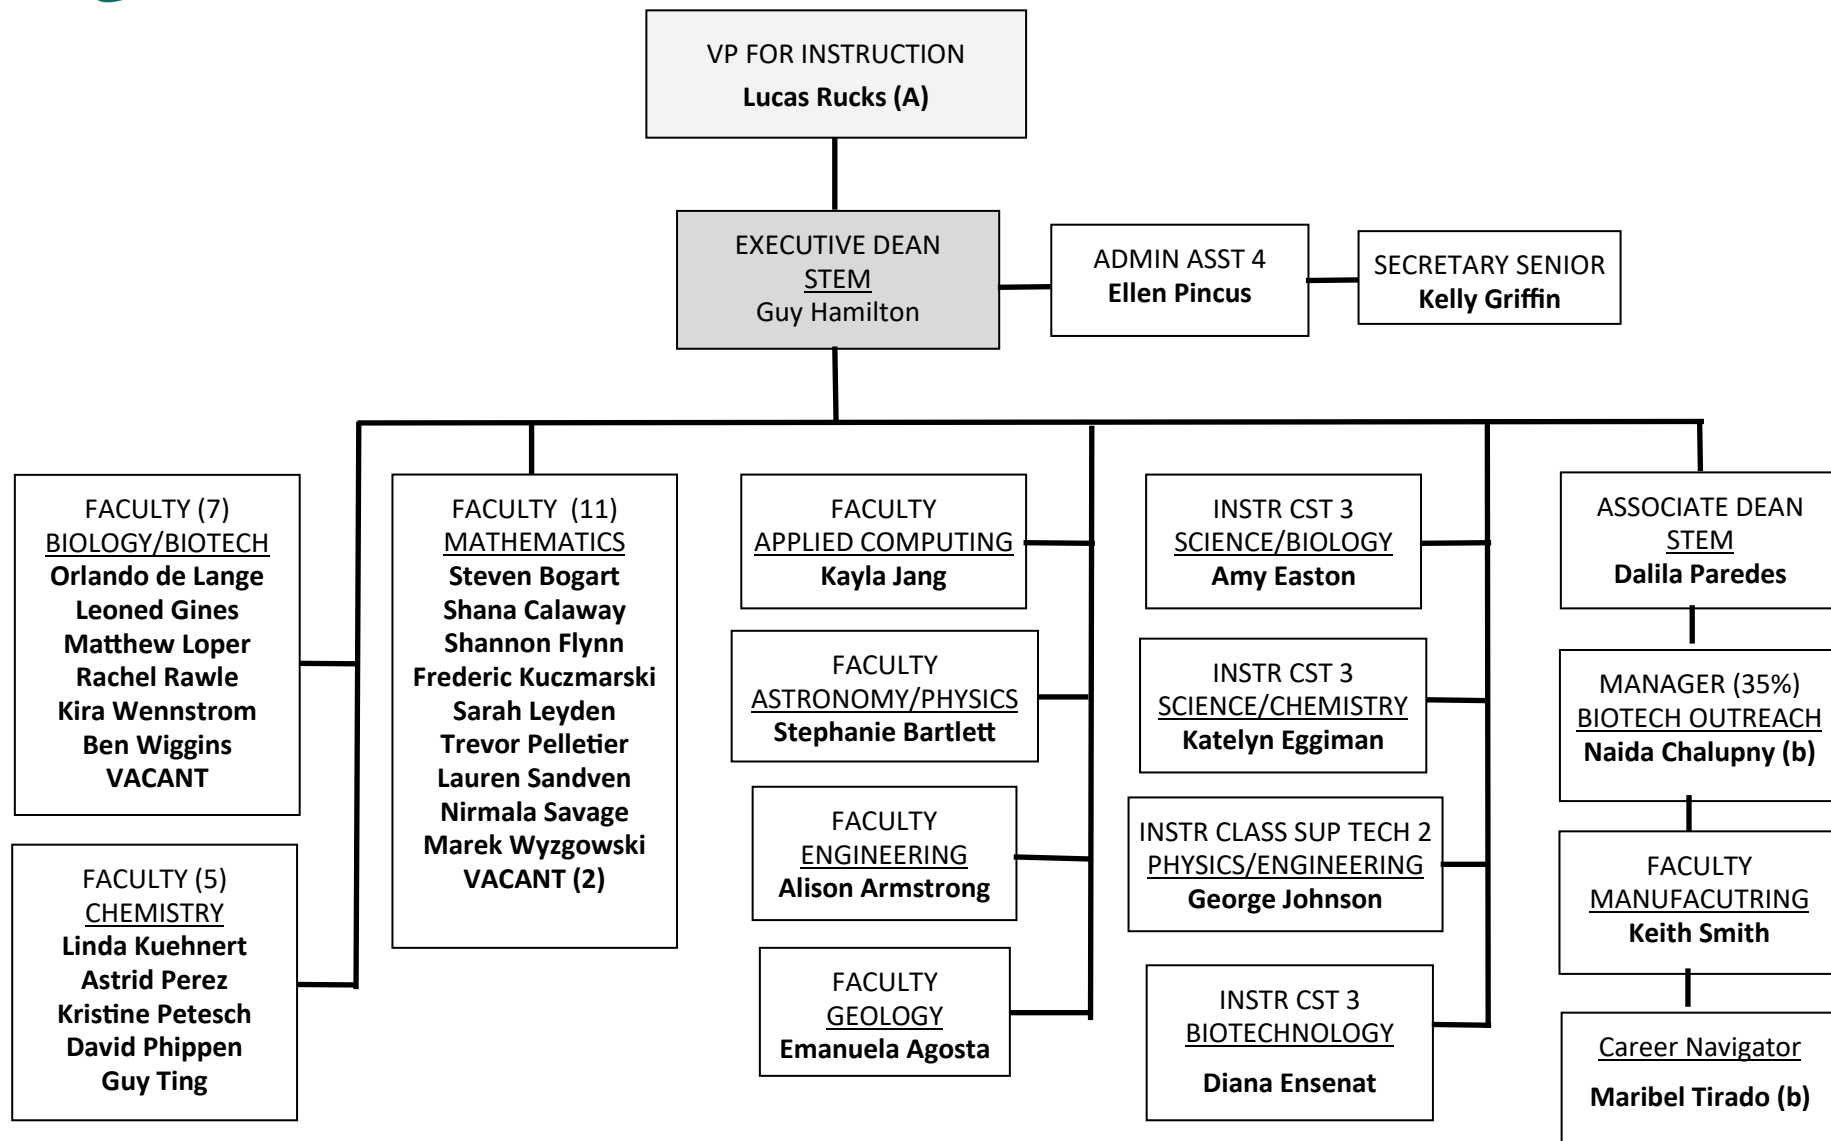 VP FOR INSTRUCTION
Lucas Rucks (A)
EXECUTIVE DEAN
STEM
Guy Hamilton
ADMIN ASST 4
Ellen Pincus
SECRETARY SENIOR
Kelly Griffin
FACULTY (7)
BIOLOGY/BIOTECH
Orlando de Lange
Leoned Gines
Matthew Loper
Rachel Rawle
Kira Wennstrom
Ben Wiggins
VACANT
FACULTY (5)
CHEMISTRY
Linda Kuehnert
Astrid Perez
Kristine Petesch
David Phippen
Guy Ting
FACULTY (11)
MATHEMATICS
Steven Bogart
Shana Calaway
Shannon Flynn
Frederic Kuczmarski
Sarah Leyden
Trevor Pelletier
Lauren Sandven
Nirmala Savage
Marek Wyzgowski
VACANT (2)
FACULTY
APPLIED COMPUTING
Kayla Jang
FACULTY
ASTRONOMY/PHYSICS
Stephanie Bartlett
FACULTY
ENGINEERING
Alison Armstrong
FACULTY
GEOLOGY
Emanuela Agosta
INSTR CST 3
SCIENCE/BIOLOGY
Amy Easton
INSTR CST 3
SCIENCE/CHEMISTRY
Katelyn Eggiman
INSTR CLASS SUP TECH 2
PHYSICS/ENGINEERING
George Johnson
INSTR CST 3
BIOTECHNOLOGY
Diana Ensenat
ASSOCIATE DEAN
STEM
Dalila Paredes
MANAGER (35%)
BIOTECH OUTREACH
Naida Chalupny (b)
FACULTY
MANUFACUTRING
Keith Smith
Career Navigator
Maribel Tirado (b)